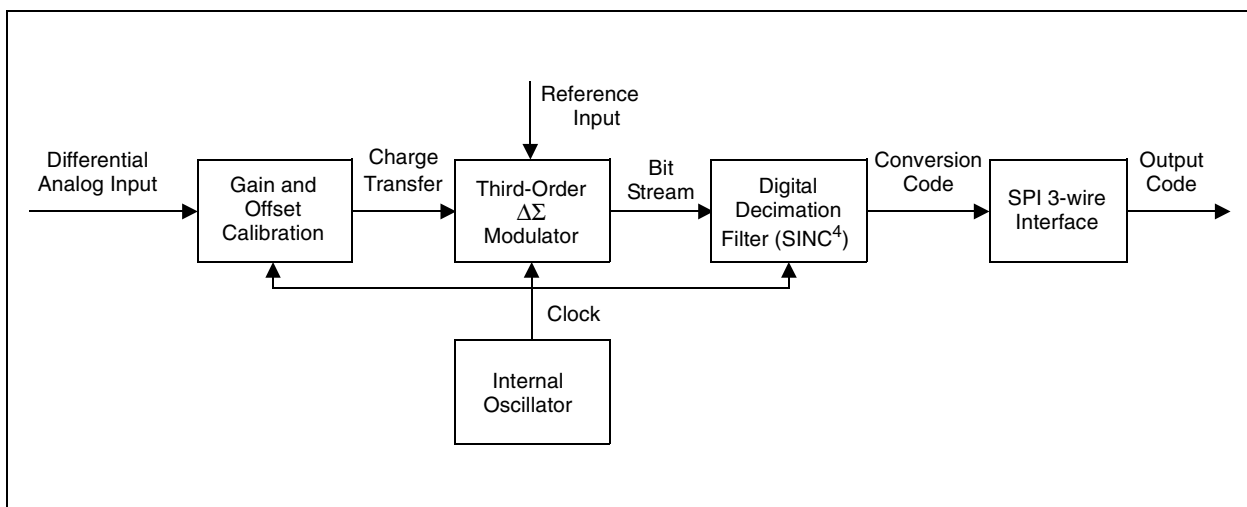 Reference
Input
Differential
Analog Input
Gain and
Offset
Calibration
Charge
Transfer
Third-Order
ΔΣ
Modulator
Bit
Stream
Digital
Decimation
Filter (SINC⁴)
Conversion
Code
SPI 3-wire
Interface
Output
Code
Clock
Internal
Oscillator